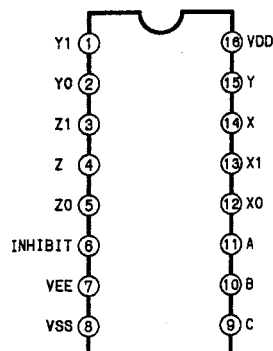 Y1 1 16 VDD
Y0 2 15 Y
Z1 3 14 X
Z 4 13 X1
Z0 5 12 X0
INHIBIT 6 11 A
VEE 7 10 B
VSS 8 9 C